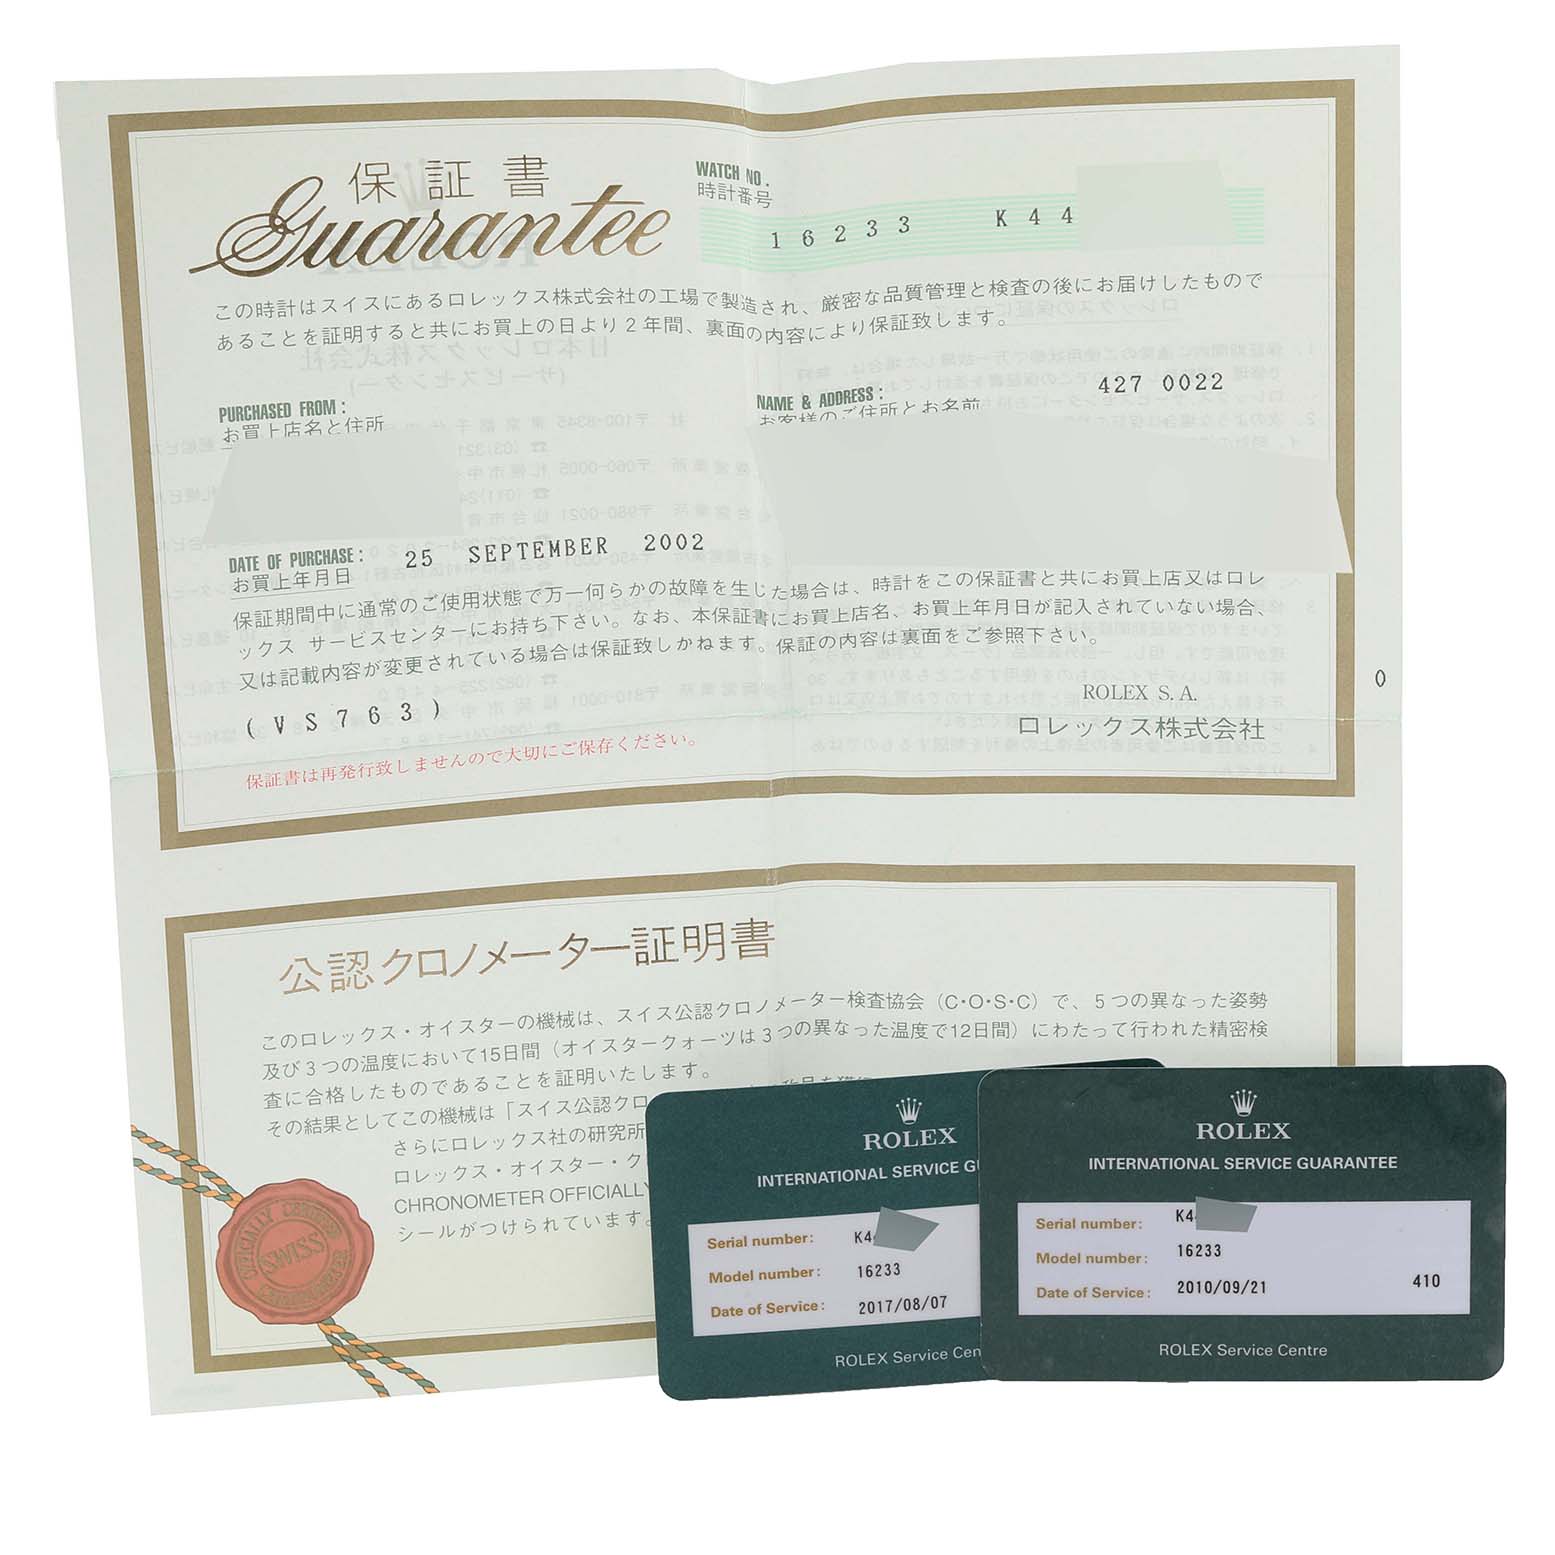 保証書
Guarantee
WATCH NO.
時計番号
16233 K44
この時計はスイスにあるロレックス株式会社の工場で製造され、厳密な品質管理と検査の後にお届けしたもので
あることを証明すると共にお買上の日より2年間、裏面の内容により保証致します。
PURCHASED FROM:
お買上店名と住所
NAME & ADDRESS:
お客様のご住所とお名前
427 0022
DATE OF PURCHASE: 25 SEPTEMBER 2002
お買上年月日
保証期間中に通常のご使用状態で万一何らかの故障を生じた場合は、時計をこの保証書と共にお買上店又はロレ
ックス サービスセンターにお持ち下さい。なお、本保証書にお買上店名、お買上年月日が記入されていない場合、
又は記載内容が変更されている場合は保証致しかねます。保証の内容は裏面をご参照下さい。
(VS763)
ROLEX S.A.
ロレックス株式会社
0
保証書は再発行致しませんので大切にご保存ください。
公認クロノメーター証明書
このロレックス・オイスターの機械は、スイス公認クロノメーター検査協会(C・O・S・C)で、5つの異なった姿勢
及び3つの温度において15日間(オイスタークォーツは3つの異なった温度で12日間)にわたって行われた精密検
査に合格したものであることを証明いたします。
その結果としてこの機械は「スイス公認クロ
さらにロレックス社の研究所
ロレックス・オイスター・ク
CHRONOMETER OFFICIALLY
シールがつけられています。
OFFICIALLY CERTIFIED
SWISS
CHRONOMETER
ROLEX
INTERNATIONAL SERVICE GU
Serial number: K4
Model number: 16233
Date of Service: 2017/08/07
ROLEX Service Cen
ROLEX
INTERNATIONAL SERVICE GUARANTEE
Serial number: K4
Model number: 16233
Date of Service: 2010/09/21 410
ROLEX Service Centre